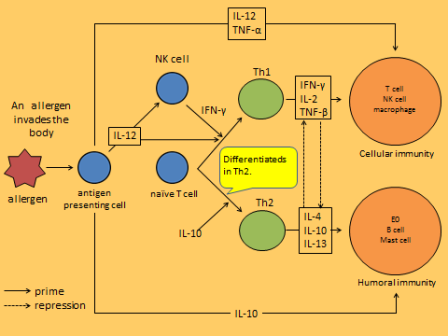 IL-12
TNF-α
NK cell
Th1
An allergen
invades the
body
IFN-γ
IFN-γ
IL-2
TNF-β
T cell
NK cell
macrophage
IL-12
Cellular immunity
Differentiateds
in Th2.
allergen
antigen
presenting cell
naïve T cell
Th2
IL-10
IL-4
IL-10
IL-13
E0
B cell
Mast cell
Humoral immunity
prime
repression
IL-10